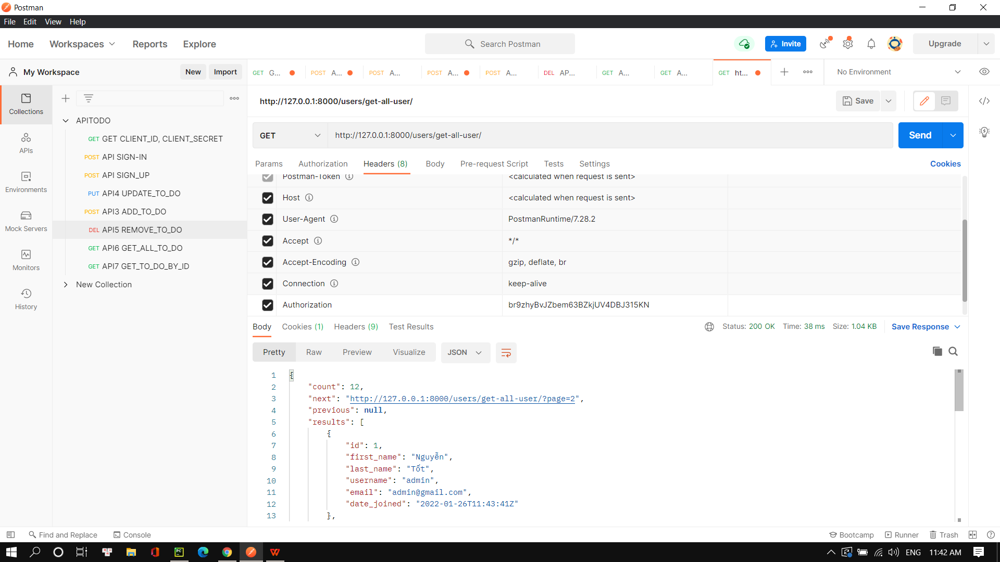 Postman
File Edit View Help
Home Workspaces Reports Explore Search Postman Invite Upgrade
My Workspace New Import GET G... POST A... POST A... POST A... POST A... DEL AP... GET A... GET A... GET ht... No Environment
Collections
APIs
Environments
Mock Servers
Monitors
History
APITODO
GET GET CLIENT_ID, CLIENT_SECRET
POST API SIGN-IN
POST API SIGN_UP
PUT API4 UPDATE_TO_DO
POST API3 ADD_TO_DO
DEL API5 REMOVE_TO_DO
GET API6 GET_ALL_TO_DO
GET API7 GET_TO_DO_BY_ID
New Collection
http://127.0.0.1:8000/users/get-all-user/ Save
GET http://127.0.0.1:8000/users/get-all-user/ Send
Params Authorization Headers (8) Body Pre-request Script Tests Settings Cookies
Postman-Token <calculated when request is sent>
Host <calculated when request is sent>
User-Agent PostmanRuntime/7.28.2
Accept */*
Accept-Encoding gzip, deflate, br
Connection keep-alive
Authorization br9zhyBvJZbem63BZkjUV4DBJ315KN
Body Cookies (1) Headers (9) Test Results Status: 200 OK Time: 38 ms Size: 1.04 KB Save Response
Pretty Raw Preview Visualize JSON
1 {
2 "count": 12,
3 "next": "http://127.0.0.1:8000/users/get-all-user/?page=2",
4 "previous": null,
5 "results": [
6 {
7 "id": 1,
8 "first_name": "Nguyễn",
9 "last_name": "Tốt",
10 "username": "admin",
11 "email": "admin@gmail.com",
12 "date_joined": "2022-01-26T11:43:41Z"
13 },
Find and Replace Console Bootcamp Runner Trash
ENG 11:42 AM